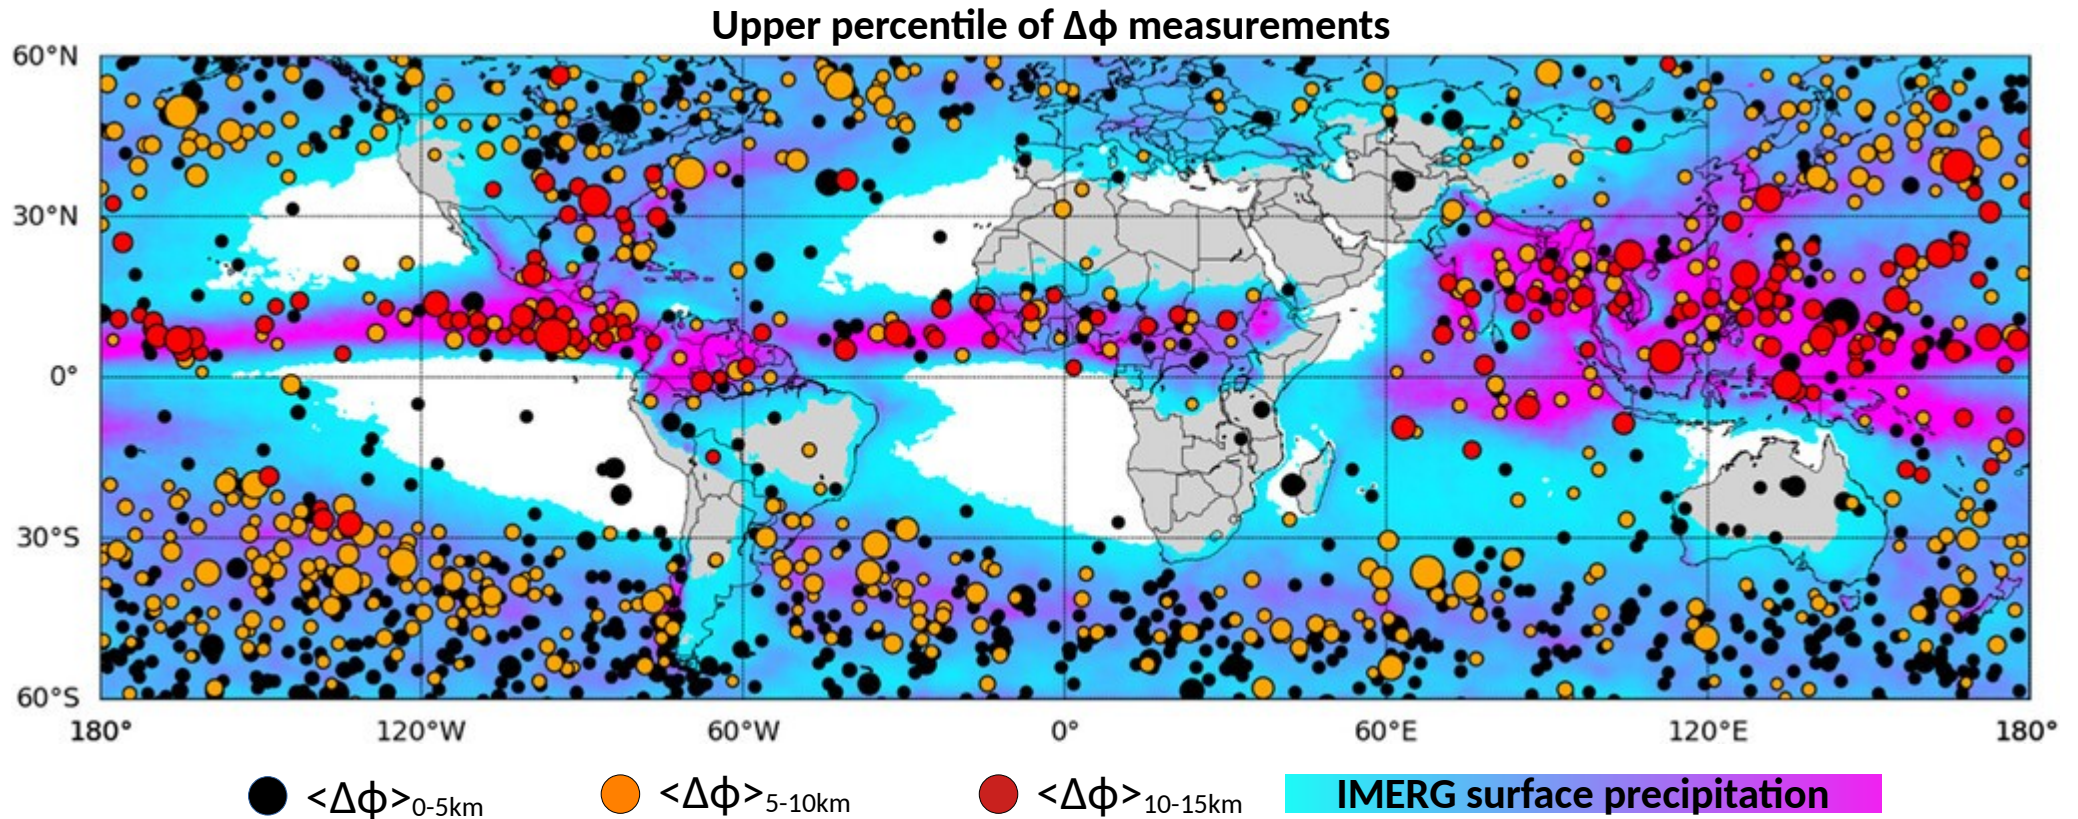 Upper percentile of Δϕ measurements
60°N
30°N
0°
30°S
60°S
180° 120°W 60°W 0° 60°E 120°E 180°
<Δϕ>0-5km <Δϕ>5-10km <Δϕ>10-15km IMERG surface precipitation